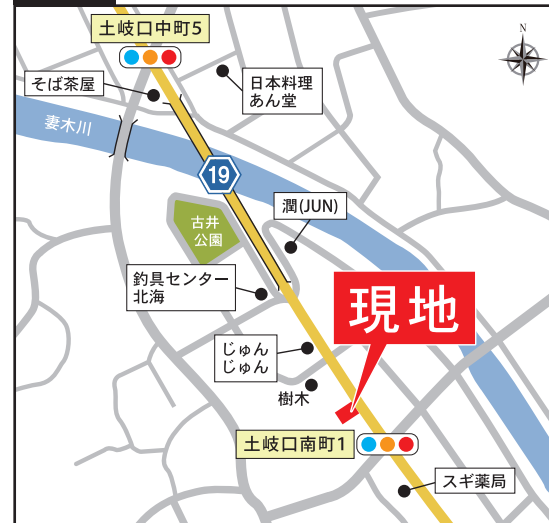 土岐口中町5
N
そば茶屋
日本料理
あん堂
妻木川
19
古井
公園
潤(JUN)
釣具センター
北海
現地
じゅん
じゅん
樹木
土岐口南町1
スギ薬局